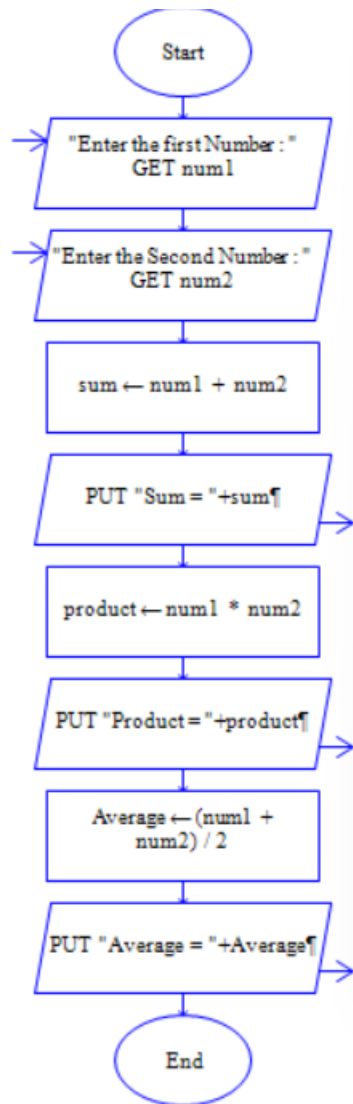 Start
"Enter the first Number : "
GET num1
"Enter the Second Number : "
GET num2
sum ← num1 + num2
PUT "Sum = "+sum¶
product ← num1 * num2
PUT "Product = "+product¶
Average ← (num1 +
num2) / 2
PUT "Average = "+Average¶
End